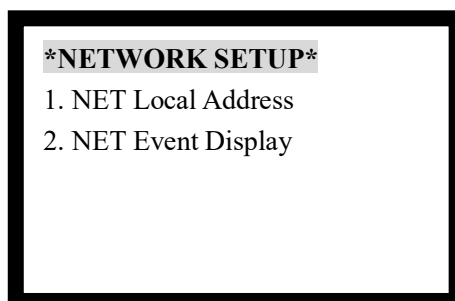 *NETWORK SETUP*
1. NET Local Address
2. NET Event Display